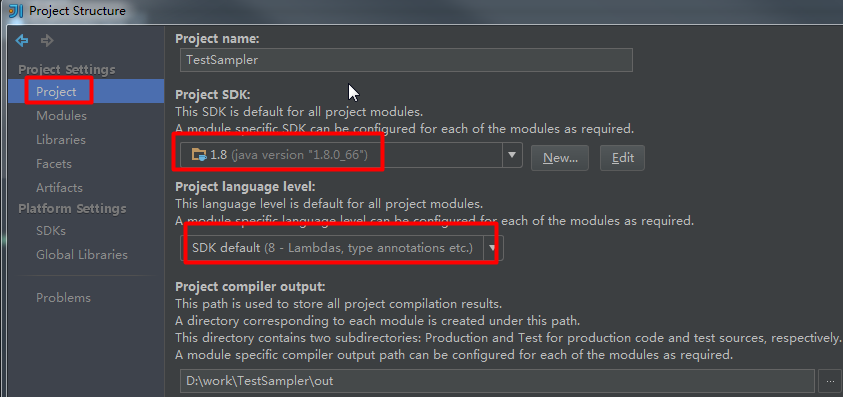 Project Structure
Project Settings
Project
Modules
Libraries
Facets
Artifacts
Platform Settings
SDKs
Global Libraries
Problems
Project name:
TestSampler
Project SDK:
This SDK is default for all project modules.
A module specific SDK can be configured for each of the modules as required.
1.8 (java version "1.8.0_66")
New...
Edit
Project language level:
This language level is default for all project modules.
A module specific language level can be configured for each of the modules as required.
SDK default (8 - Lambdas, type annotations etc.)
Project compiler output:
This path is used to store all project compilation results.
A directory corresponding to each module is created under this path.
This directory contains two subdirectories: Production and Test for production code and test sources, respectively.
A module specific compiler output path can be configured for each of the modules as required.
D:\work\TestSampler\out
...